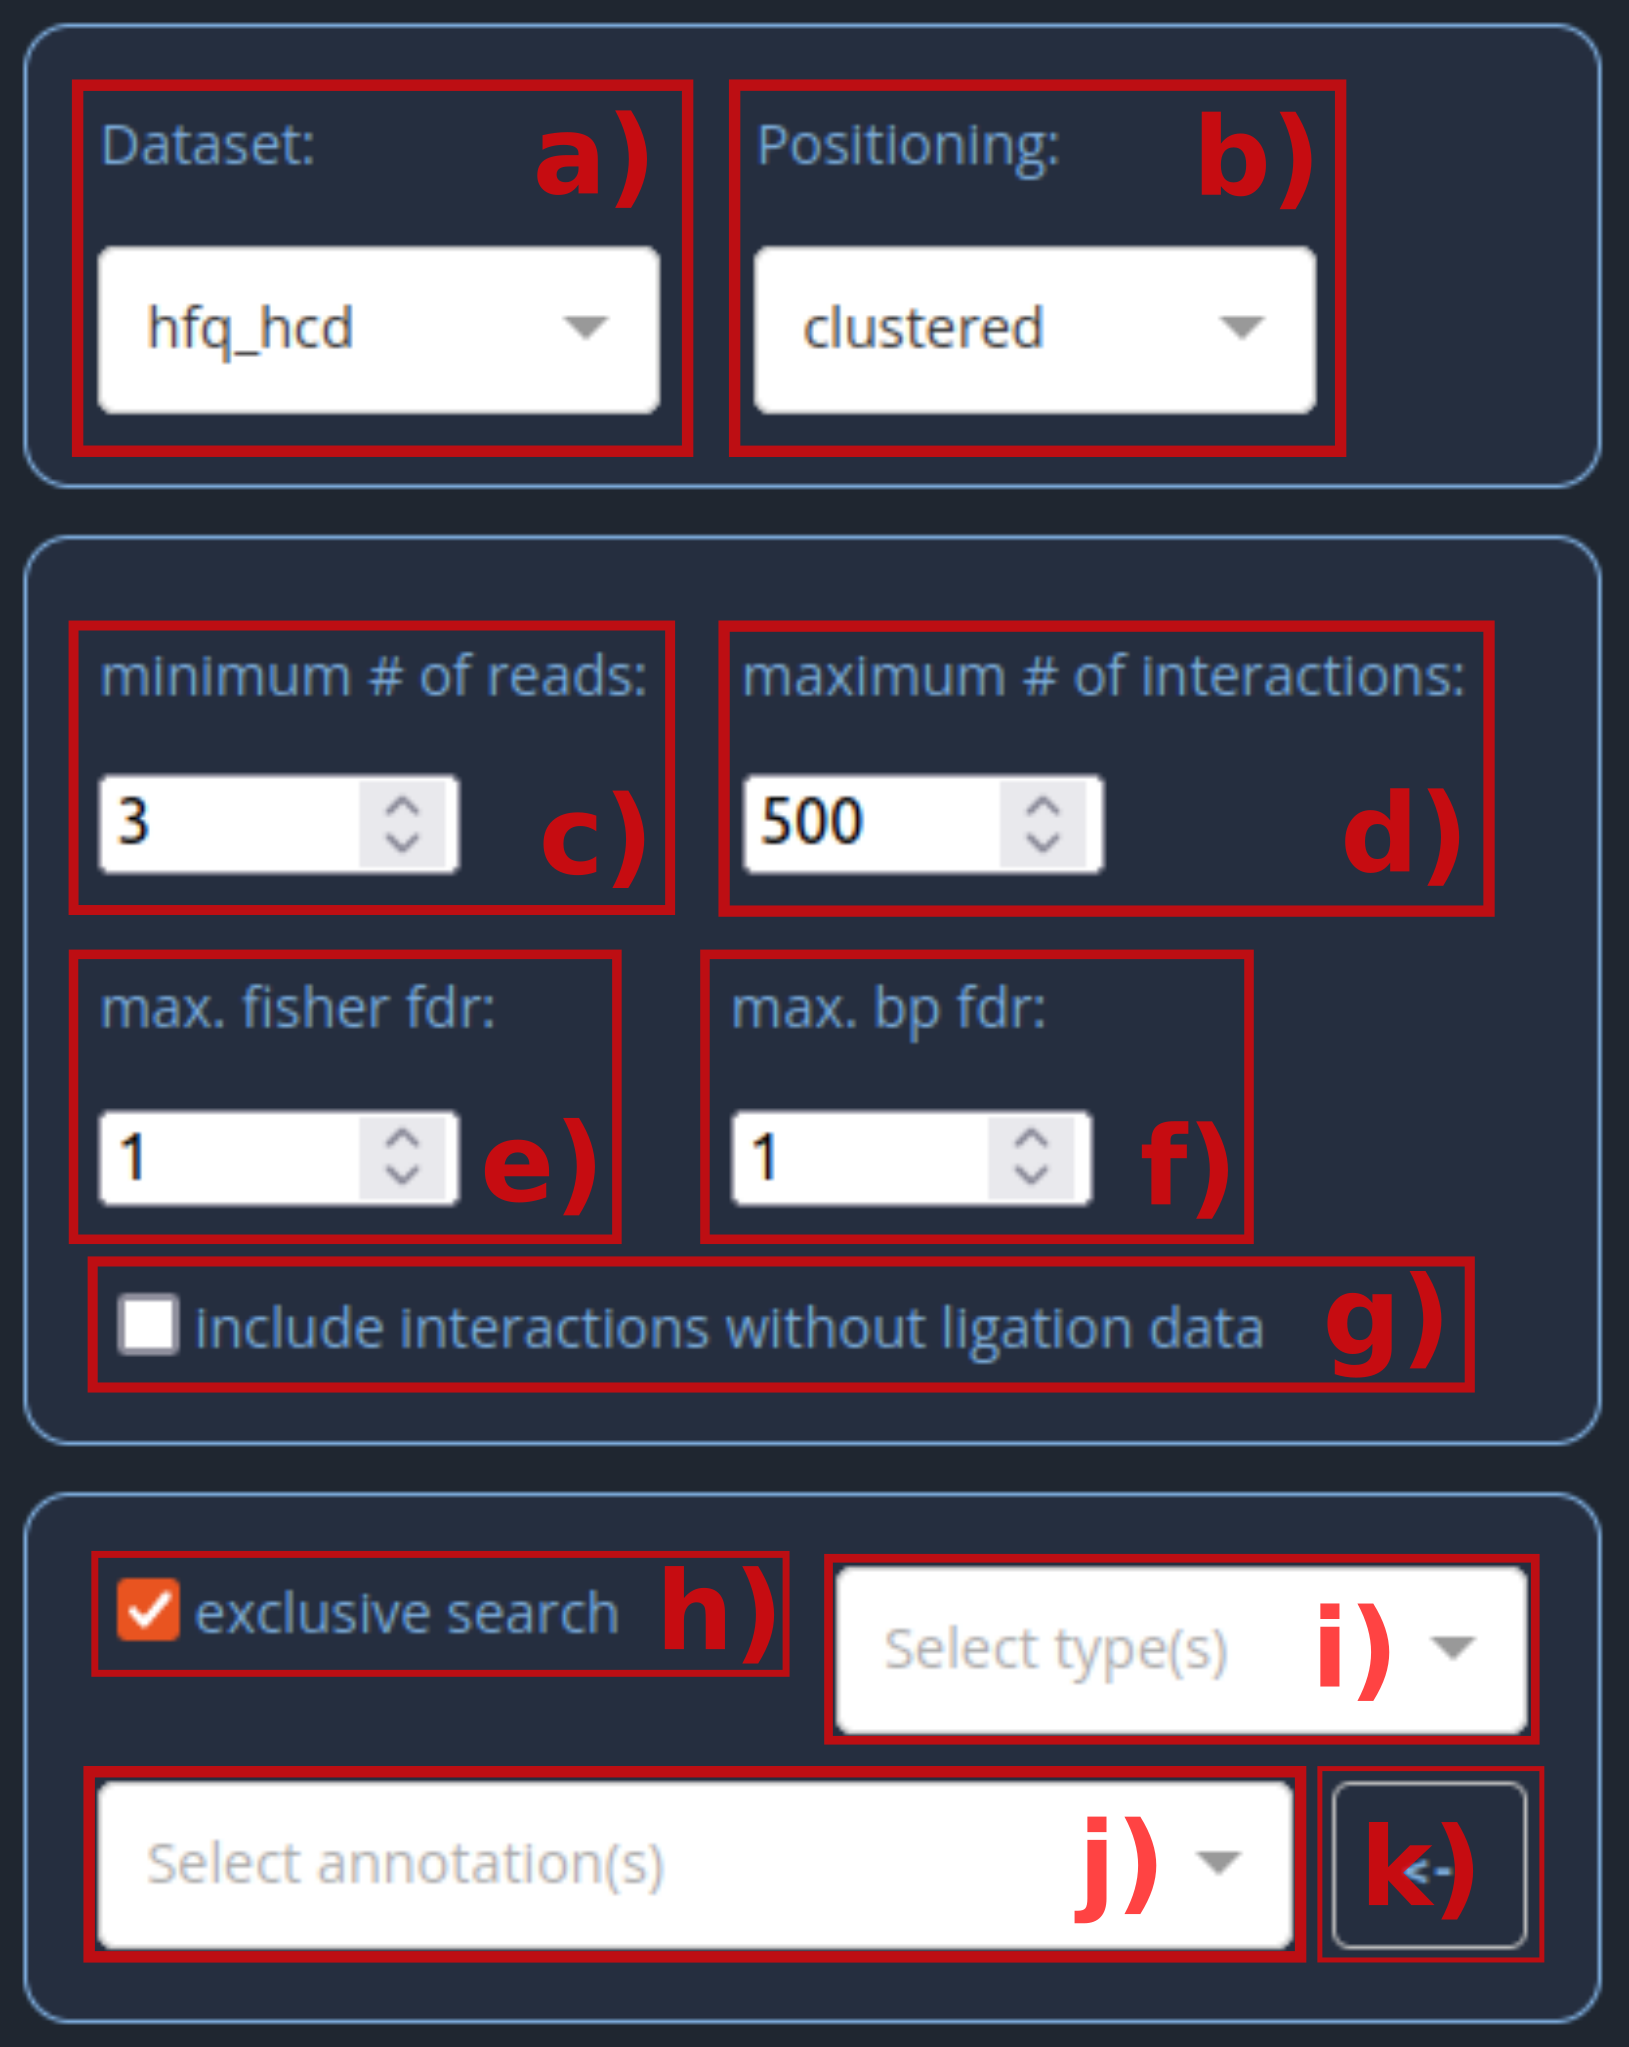 Dataset: a)
Positioning: b)
hfq_hcd
clustered
minimum # of reads:
maximum # of interactions:
3 c)
500 d)
max. fisher fdr:
max. bp fdr:
1 e)
1 f)
include interactions without ligation data g)
exclusive search h)
Select type(s) i)
Select annotation(s) j)
<- k)